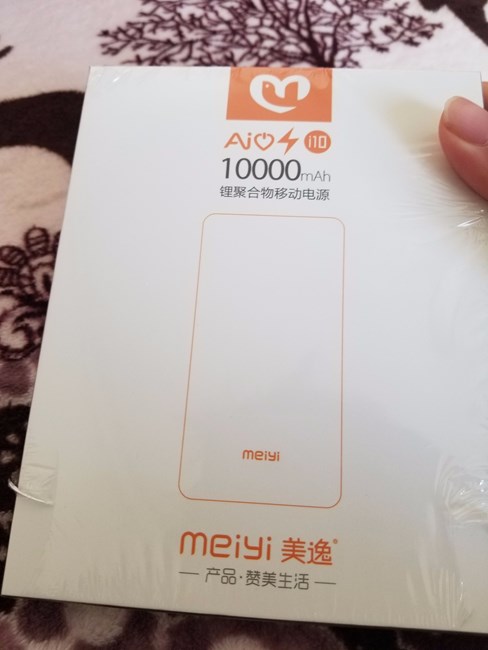 Aio i10
10000mAh
锂聚合物移动电源
meiyi
meiyi 美逸®
产品·赞美生活